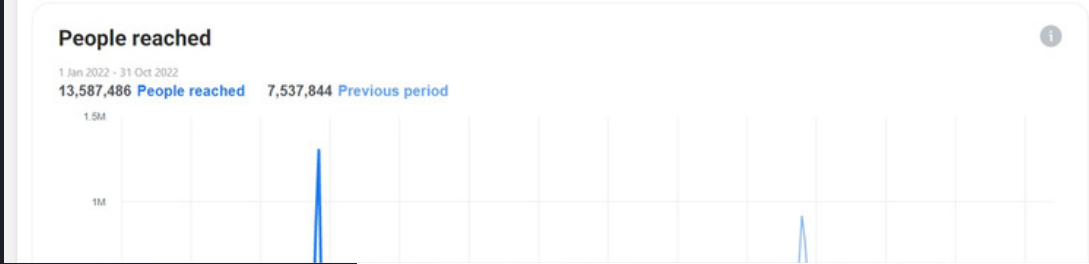 People reached
i
1 Jan 2022 - 31 Oct 2022
13,587,486 People reached 7,537,844 Previous period
1.5M
1M